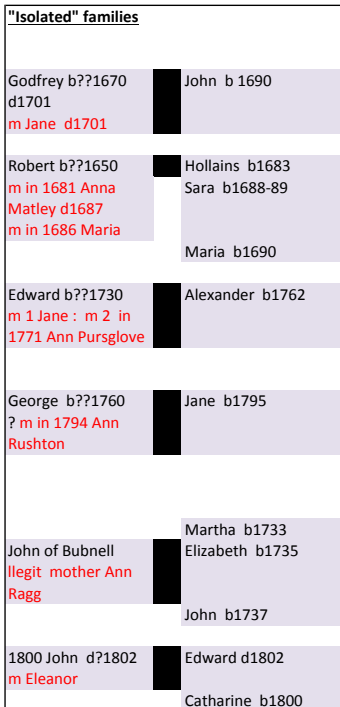 "Isolated" families
Godfrey b??1670 John b 1690
d1701
m Jane d1701
Robert b??1650 Hollains b1683
m in 1681 Anna Sara b1688-89
Matley d1687
m in 1686 Maria
Maria b1690
Edward b??1730 Alexander b1762
m 1 Jane : m 2 in
1771 Ann Pursglove
George b??1760 Jane b1795
? m in 1794 Ann
Rushton
Martha b1733
John of Bubnell Elizabeth b1735
llegit mother Ann
Ragg
John b1737
1800 John d?1802 Edward d1802
m Eleanor
Catharine b1800